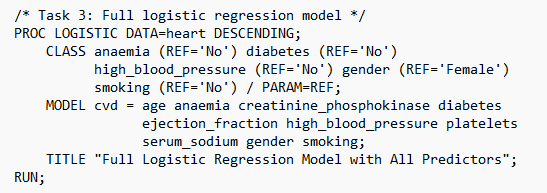 /* Task 3: Full logistic regression model */
PROC LOGISTIC DATA=heart DESCENDING;
    CLASS anaemia (REF='No') diabetes (REF='No')
          high_blood_pressure (REF='No') gender (REF='Female')
          smoking (REF='No') / PARAM=REF;
    MODEL cvd = age anaemia creatinine_phosphokinase diabetes
                ejection_fraction high_blood_pressure platelets
                serum_sodium gender smoking;
    TITLE "Full Logistic Regression Model with All Predictors";
RUN;